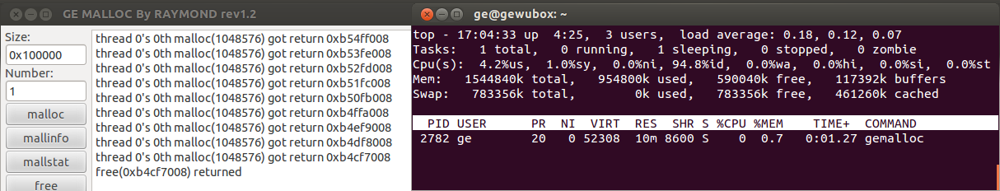 GE MALLOC By RAYMOND rev1.2
Size:
0x100000
Number:
1
malloc
mallinfo
mallstat
free
thread 0's 0th malloc(1048576) got return 0xb54ff008
thread 0's 0th malloc(1048576) got return 0xb53fe008
thread 0's 0th malloc(1048576) got return 0xb52fd008
thread 0's 0th malloc(1048576) got return 0xb51fc008
thread 0's 0th malloc(1048576) got return 0xb50fb008
thread 0's 0th malloc(1048576) got return 0xb4ffa008
thread 0's 0th malloc(1048576) got return 0xb4ef9008
thread 0's 0th malloc(1048576) got return 0xb4df8008
thread 0's 0th malloc(1048576) got return 0xb4cf7008
free(0xb4cf7008) returned
ge@gewubox: ~
top - 17:04:33 up  4:25,  3 users,  load average: 0.18, 0.12, 0.07
Tasks:   1 total,   0 running,   1 sleeping,   0 stopped,   0 zombie
Cpu(s):  4.2%us,  1.0%sy,  0.0%ni, 94.8%id,  0.0%wa,  0.0%hi,  0.0%si,  0.0%st
Mem:   1544840k total,   954800k used,   590040k free,   117392k buffers
Swap:   783356k total,        0k used,   783356k free,   461260k cached
PID USER      PR  NI  VIRT  RES  SHR S %CPU %MEM    TIME+  COMMAND
2782 ge        20   0 52308  10m 8600 S    0  0.7   0:01.27 gemalloc